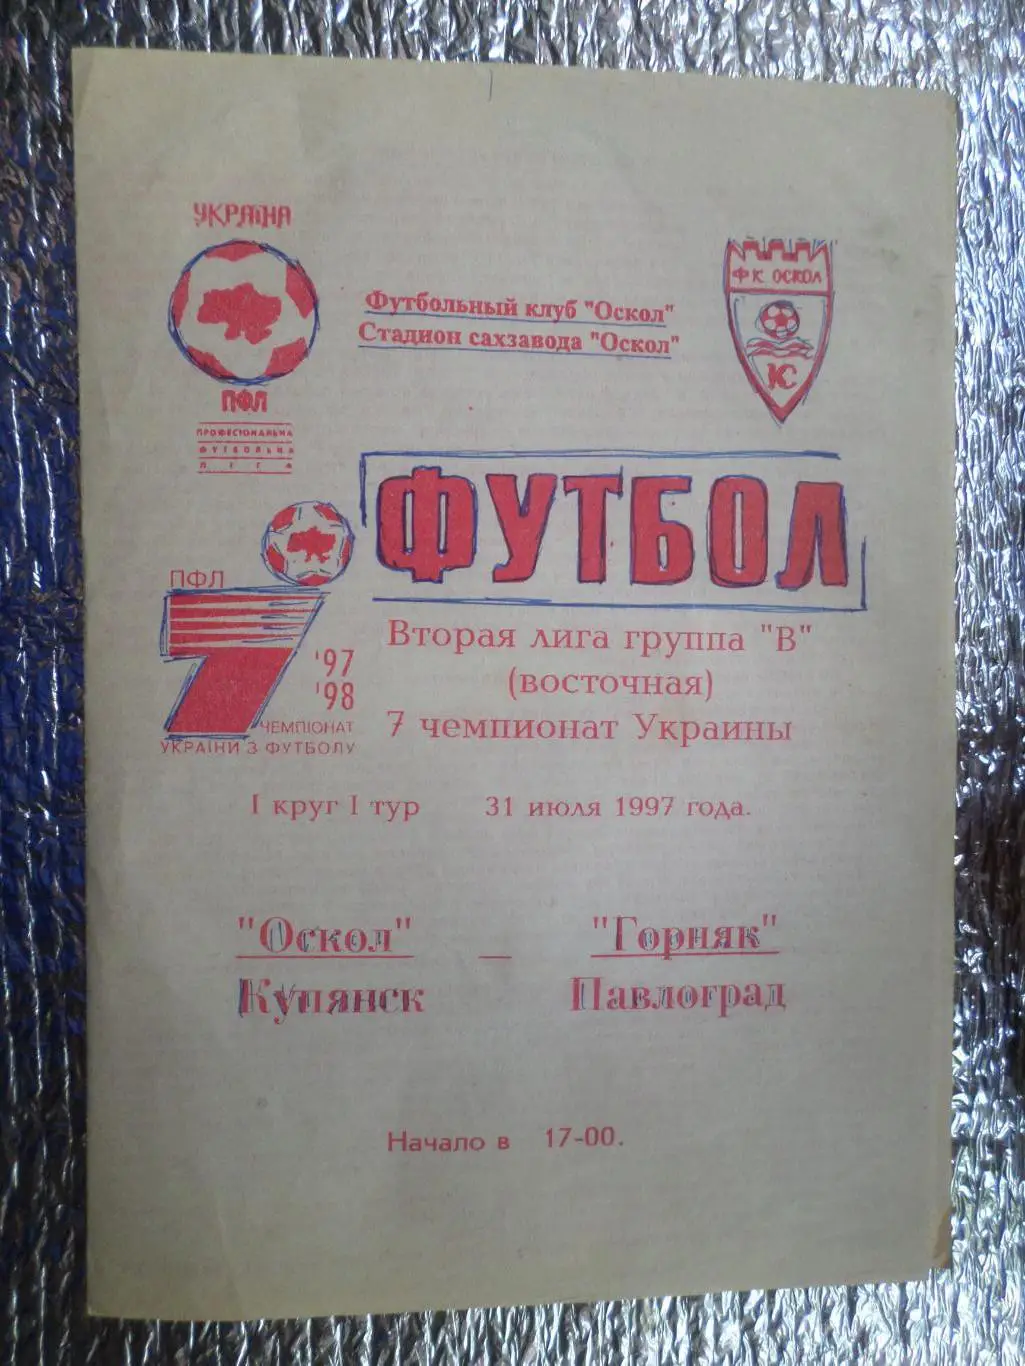 УКРАЇНА
ПФЛ
ПРОФЕСІОНАЛЬНА
ФУТБОЛЬНА
ЛІГА
Футбольный клуб "Оскол"
Стадион сахзавода "Оскол"
ФК ОСКОЛ
КС
ФУТБОЛ
ПФЛ
7
'97
'98
ЧЕМПІОНАТ
УКРАЇНИ З ФУТБОЛУ
Вторая лига группа "В"
(восточная)
7 чемпионат Украины
I круг I тур 31 июля 1997 года.
"Оскол" — "Горняк"
Купянск Павлоград
Начало в 17-00.